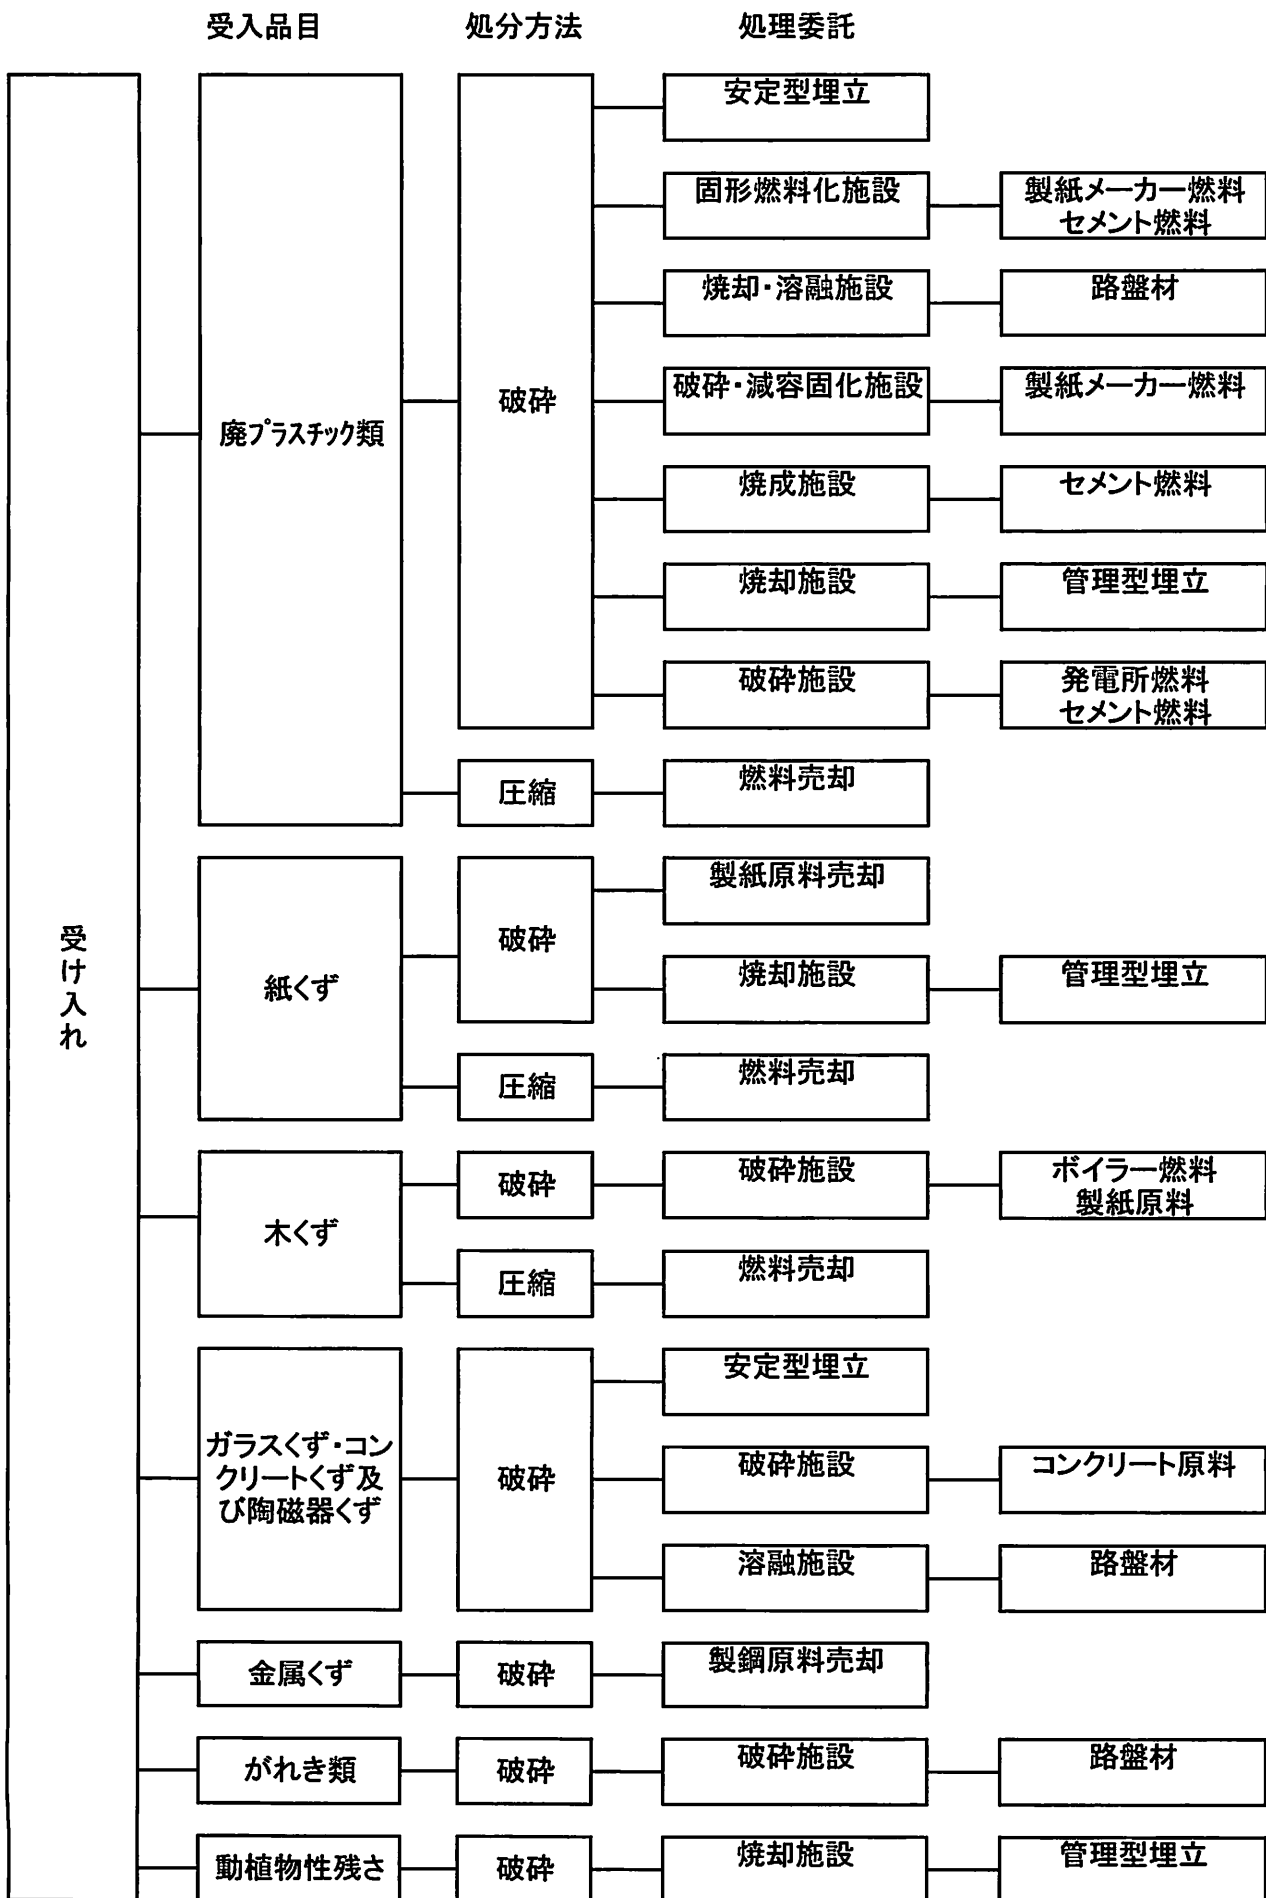 受入品目 処分方法 処理委託
受け入れ
廃プラスチック類
破砕
安定型埋立
固形燃料化施設
製紙メーカー燃料
セメント燃料
焼却・溶融施設
路盤材
破砕・減容固化施設
製紙メーカー燃料
焼成施設
セメント燃料
焼却施設
管理型埋立
破砕施設
発電所燃料
セメント燃料
圧縮
燃料売却
紙くず
破砕
製紙原料売却
焼却施設
管理型埋立
圧縮
燃料売却
木くず
破砕
破砕施設
ボイラー燃料
製紙原料
圧縮
燃料売却
ガラスくず・コン
クリートくず及
び陶磁器くず
破砕
安定型埋立
破砕施設
コンクリート原料
溶融施設
路盤材
金属くず
破砕
製鋼原料売却
がれき類
破砕
破砕施設
路盤材
動植物性残さ
破砕
焼却施設
管理型埋立